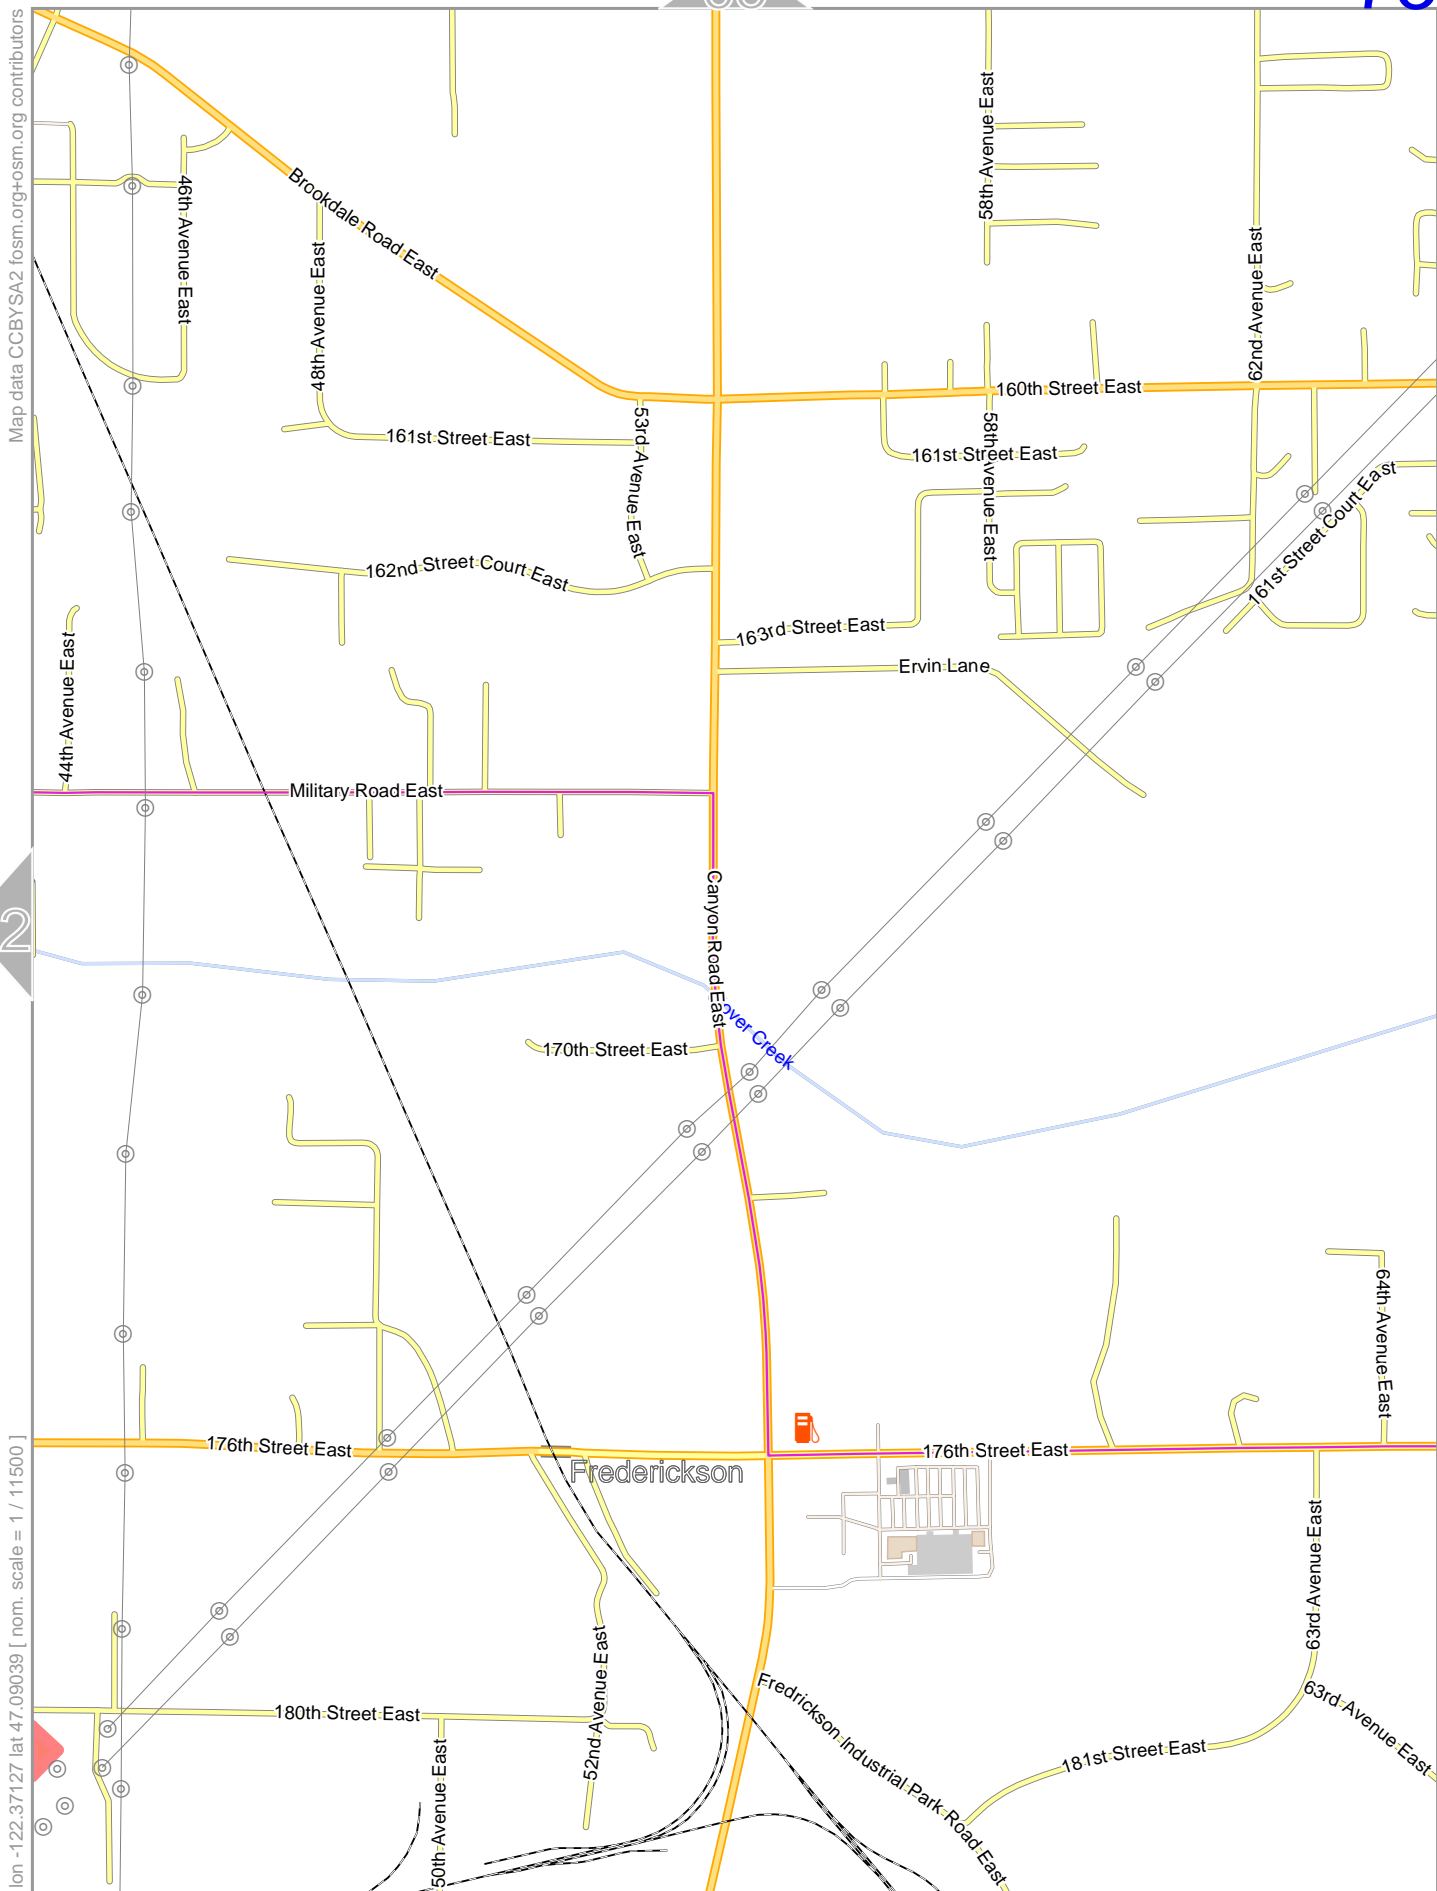 Map data CCBYSA2 fosm.org+osm.org contributors
58th-Avenue-East
46th-Avenue-East
Brookdale-Road-East
48th-Avenue-East
62nd-Avenue-East
160th-Street-East
53rd-Avenue-East
161st-Street-East
58th-Avenue-East
161st-Street-East
161st-Street-Court-East
162nd-Street-Court-East
163rd-Street-East
44th-Avenue-East
Ervin Lane
Military-Road-East
2
Canyon-Road-East
over Creek
170th-Street-East
64th-Avenue-East
176th-Street-East
176th-Street-East
Frederickson
63rd-Avenue-East
52nd-Avenue-East
Fredrickson-Industrial-Park-Road-East
63rd-Avenue-East
180th-Street-East
181st-Street-East
50th-Avenue-East
lon -122.37127 lat 47.09039 [ nom. scale = 1 / 11500 ]